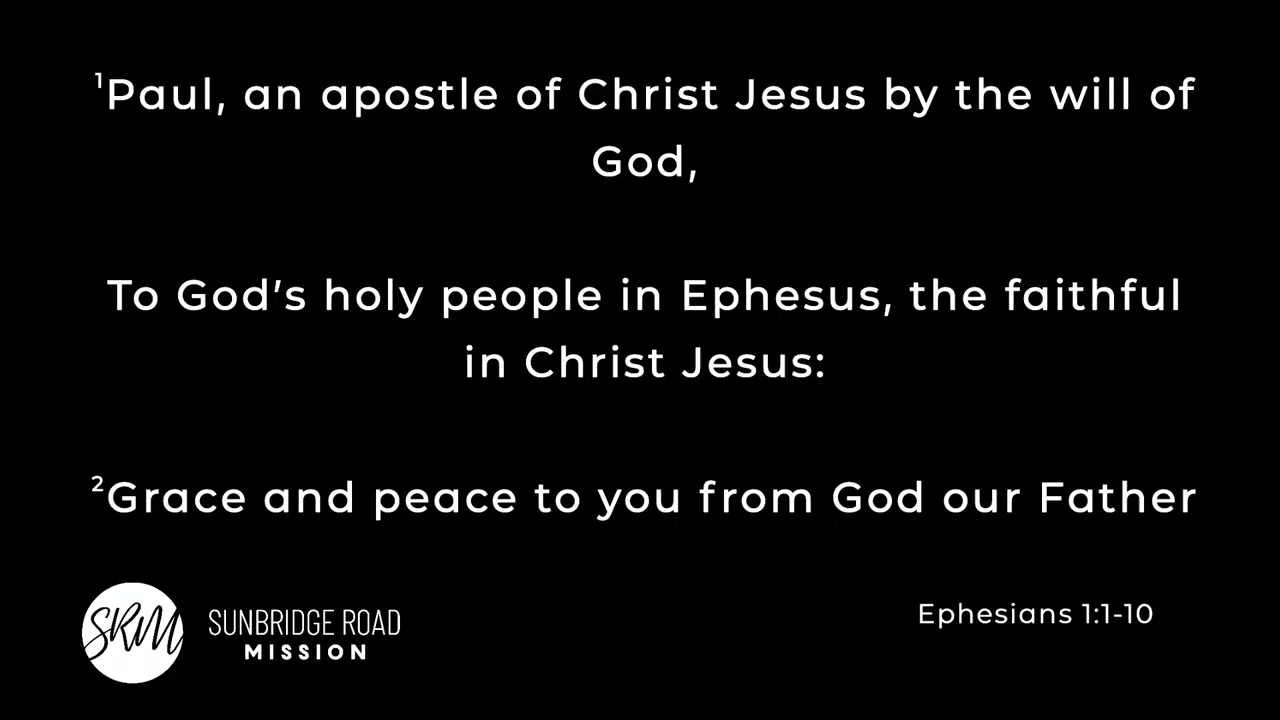 ¹Paul, an apostle of Christ Jesus by the will of
God,
To God’s holy people in Ephesus, the faithful
in Christ Jesus:
²Grace and peace to you from God our Father
SRM
SUNBRIDGE ROAD
MISSION
Ephesians 1:1-10